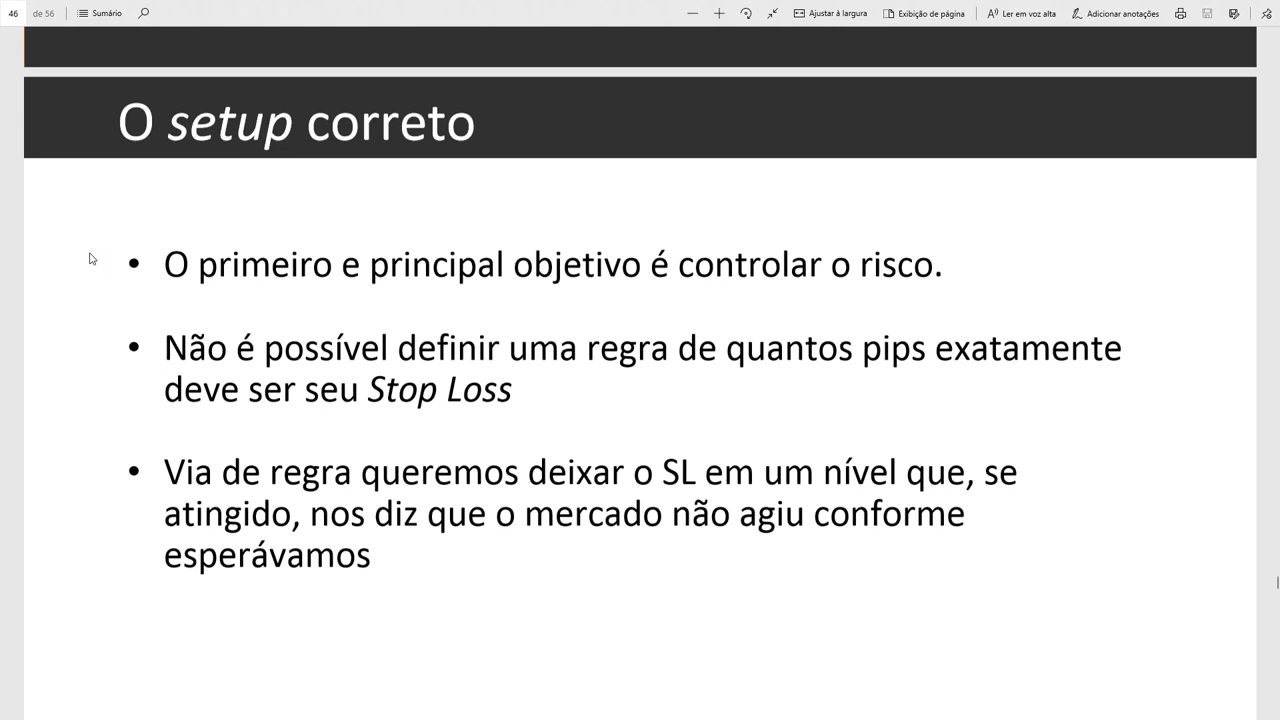 46 de 56 Sumário Ajustar à largura Exibição de página Ler em voz alta Adicionar anotações
O setup correto
• O primeiro e principal objetivo é controlar o risco.
• Não é possível definir uma regra de quantos pips exatamente
deve ser seu Stop Loss
• Via de regra queremos deixar o SL em um nível que, se
atingido, nos diz que o mercado não agiu conforme
esperávamos